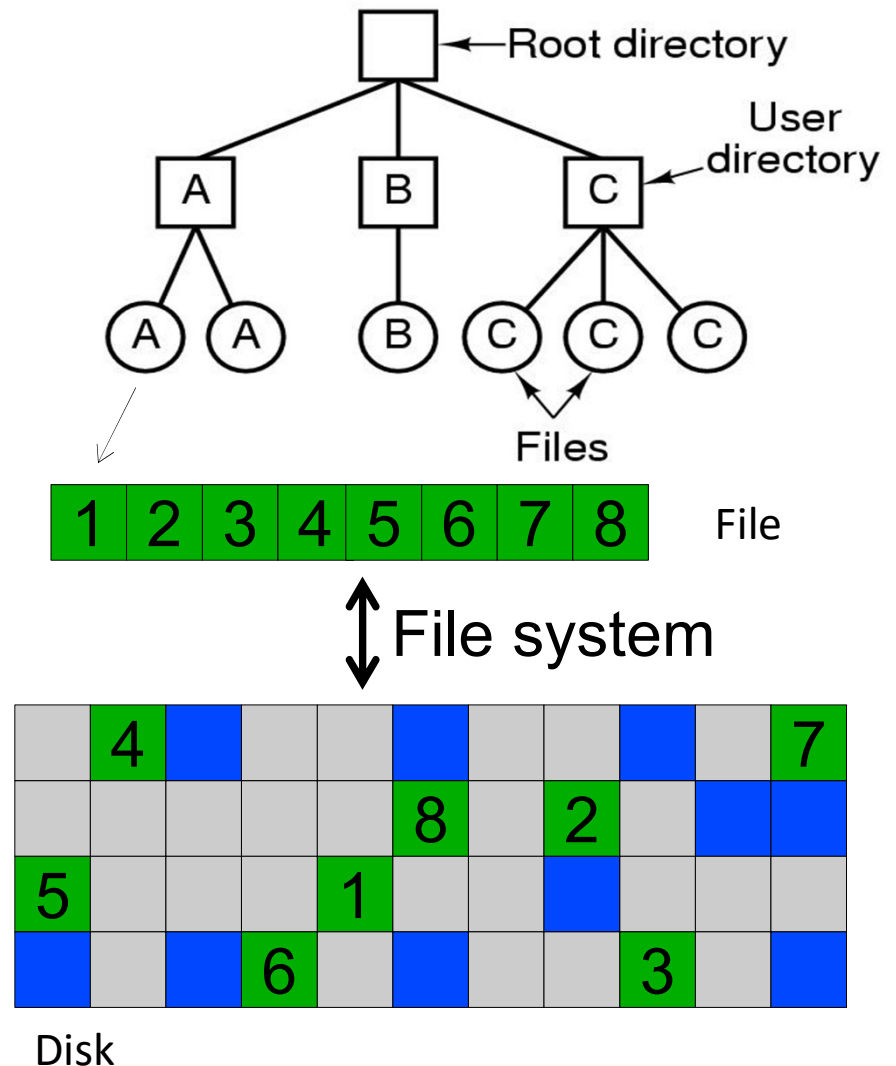 Root directory
User
directory
A B C
A A B C C C
Files
1 2 3 4 5 6 7 8
File
File system
4 7
8 2
5 1
6 3
Disk